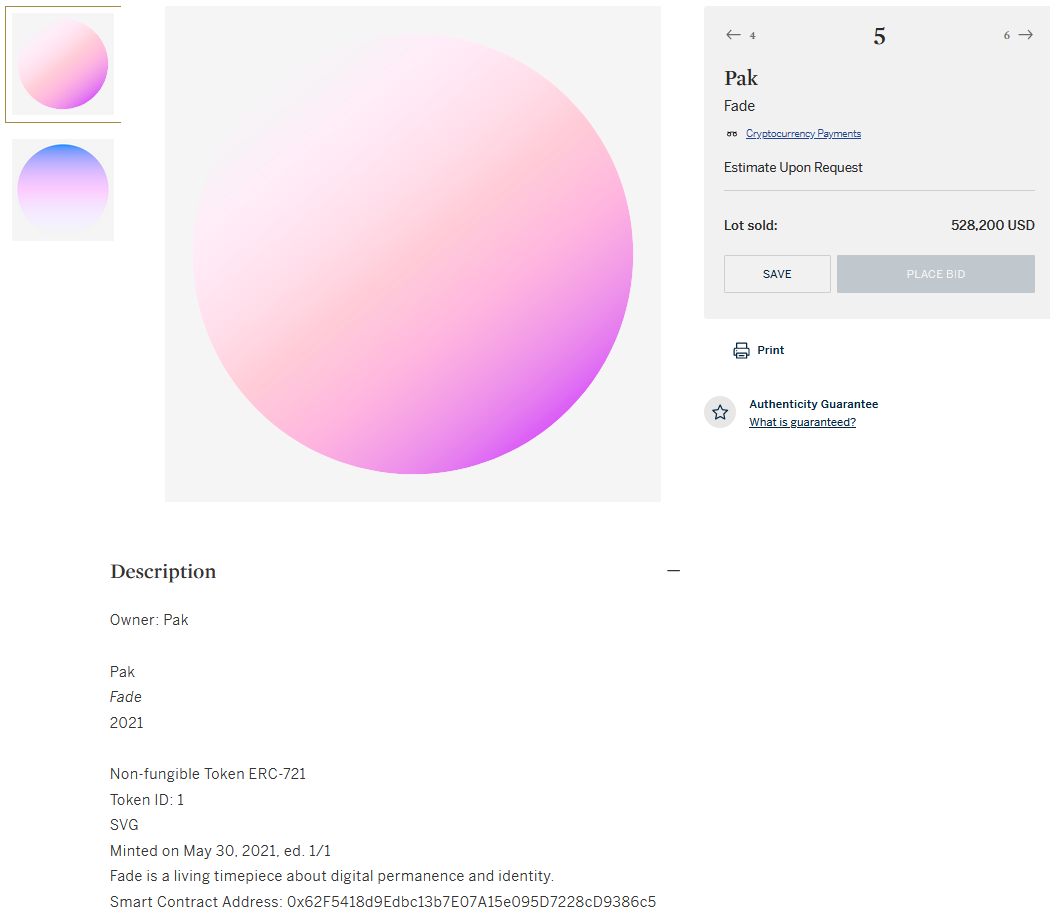 4
5
6
Pak
Fade
Cryptocurrency Payments
Estimate Upon Request
Lot sold: 528,200 USD
SAVE
PLACE BID
Print
Authenticity Guarantee
What is guaranteed?
Description
Owner: Pak
Pak
Fade
2021
Non-fungible Token ERC-721
Token ID: 1
SVG
Minted on May 30, 2021, ed. 1/1
Fade is a living timepiece about digital permanence and identity.
Smart Contract Address: 0x62F5418d9Edbc13b7E07A15e095D7228cD9386c5